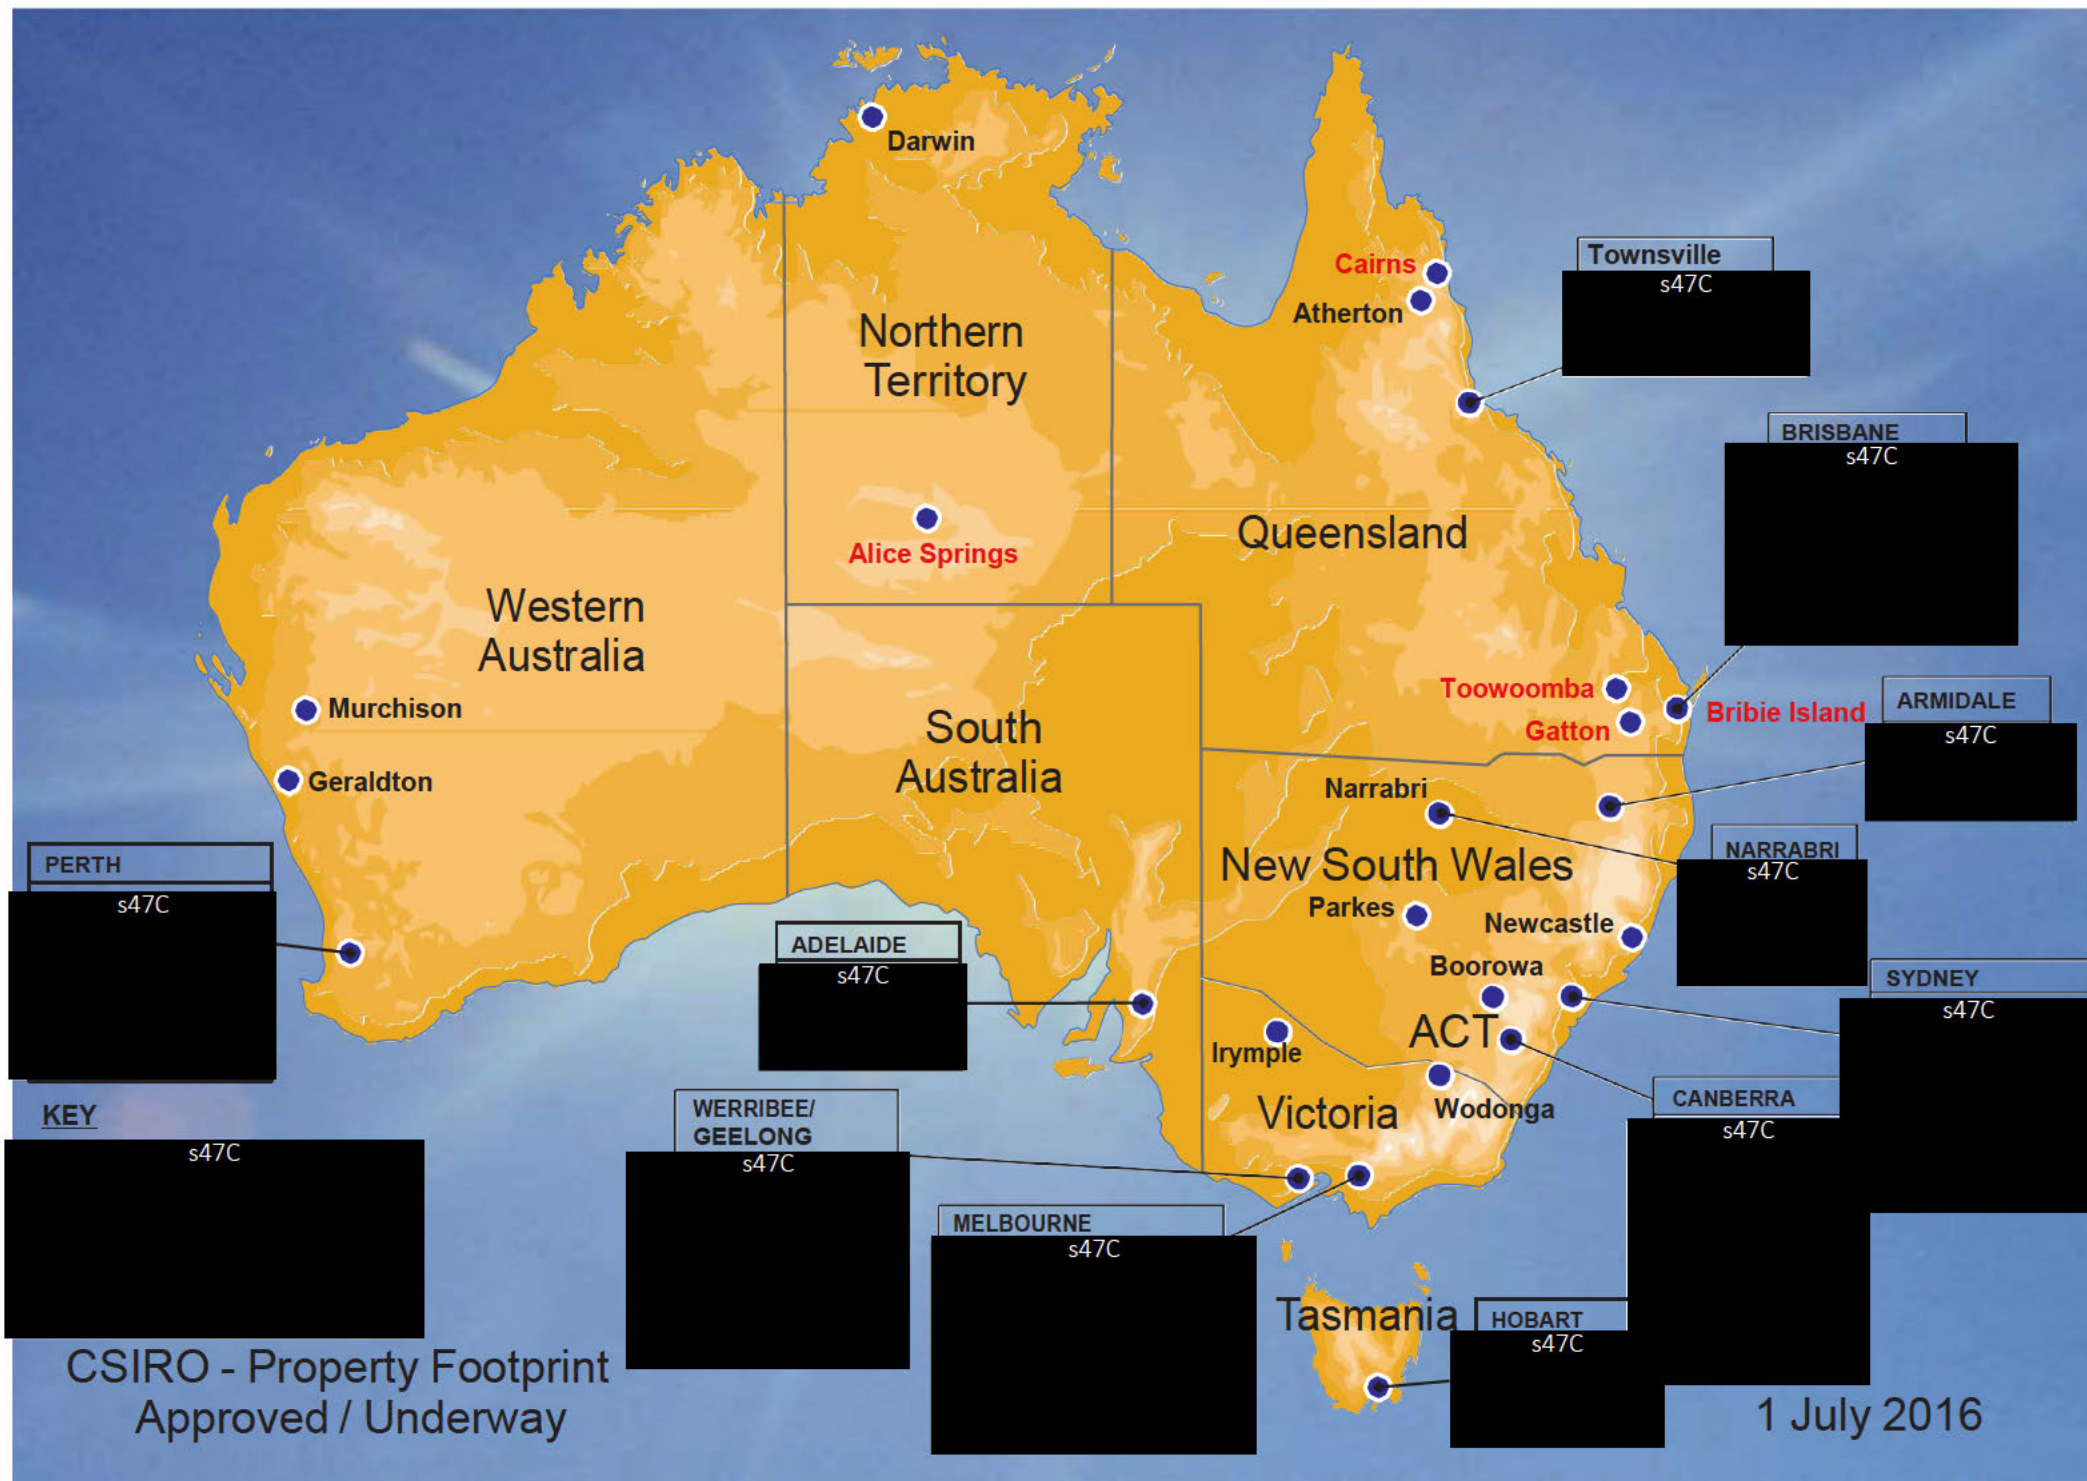 Darwin
Cairns
Atherton
Townsville
s47C
Northern
Territory
BRISBANE
s47C
Queensland
Alice Springs
Western
Australia
Murchison
Geraldton
South
Australia
Toowoomba
Gatton
Bribie Island
ARMIDALE
s47C
Narrabri
NARRABRI
s47C
New South Wales
Parkes
Newcastle
Boorowa
SYDNEY
s47C
PERTH
s47C
ADELAIDE
s47C
ACT
Irymple
Victoria
Wodonga
CANBERRA
s47C
WERRIBEE/
GEELONG
s47C
KEY
s47C
MELBOURNE
s47C
Tasmania
HOBART
s47C
CSIRO - Property Footprint
Approved / Underway
1 July 2016